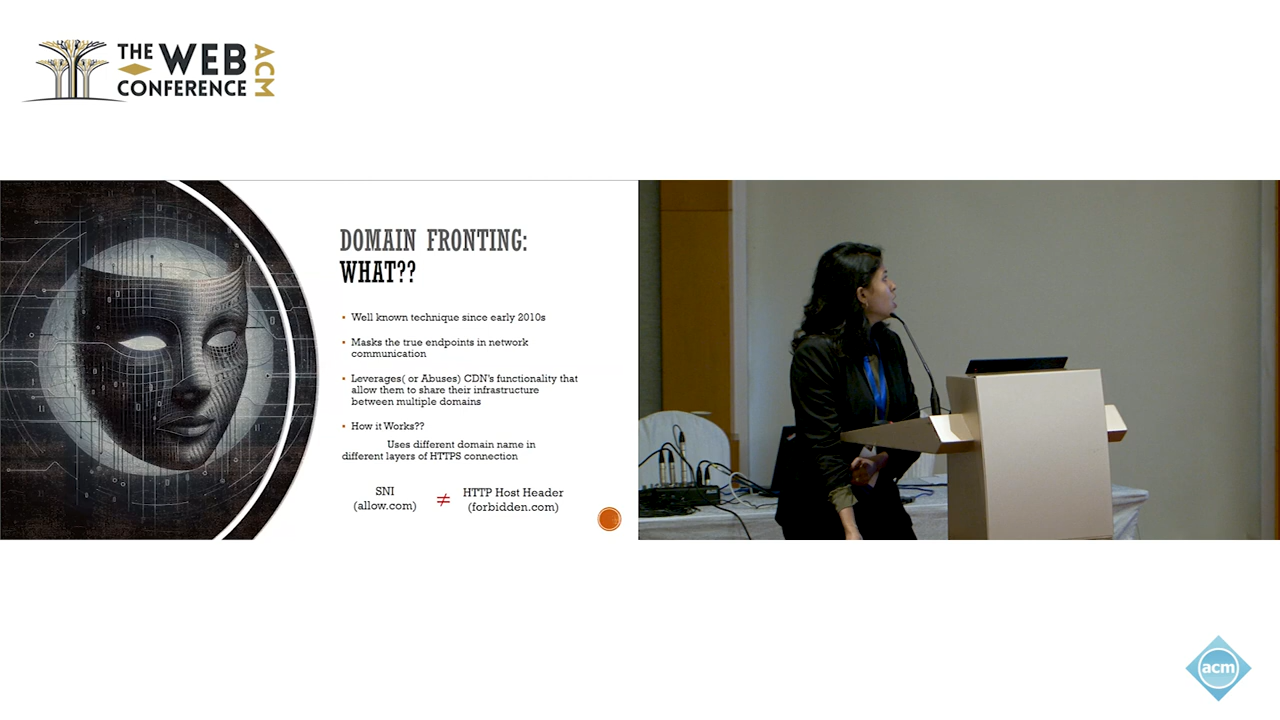 THE WEB
CONFERENCE
ACM
DOMAIN FRONTING:
WHAT??
• Well known technique since early 2010s
• Masks the true endpoints in network
communication
• Leverages( or Abuses) CDN's functionality that
allow them to share their infrastructure
between multiple domains
• How it Works??
Uses different domain name in
different layers of HTTPS connection
SNI
(allow.com)
≠
HTTP Host Header
(forbidden.com)
acm